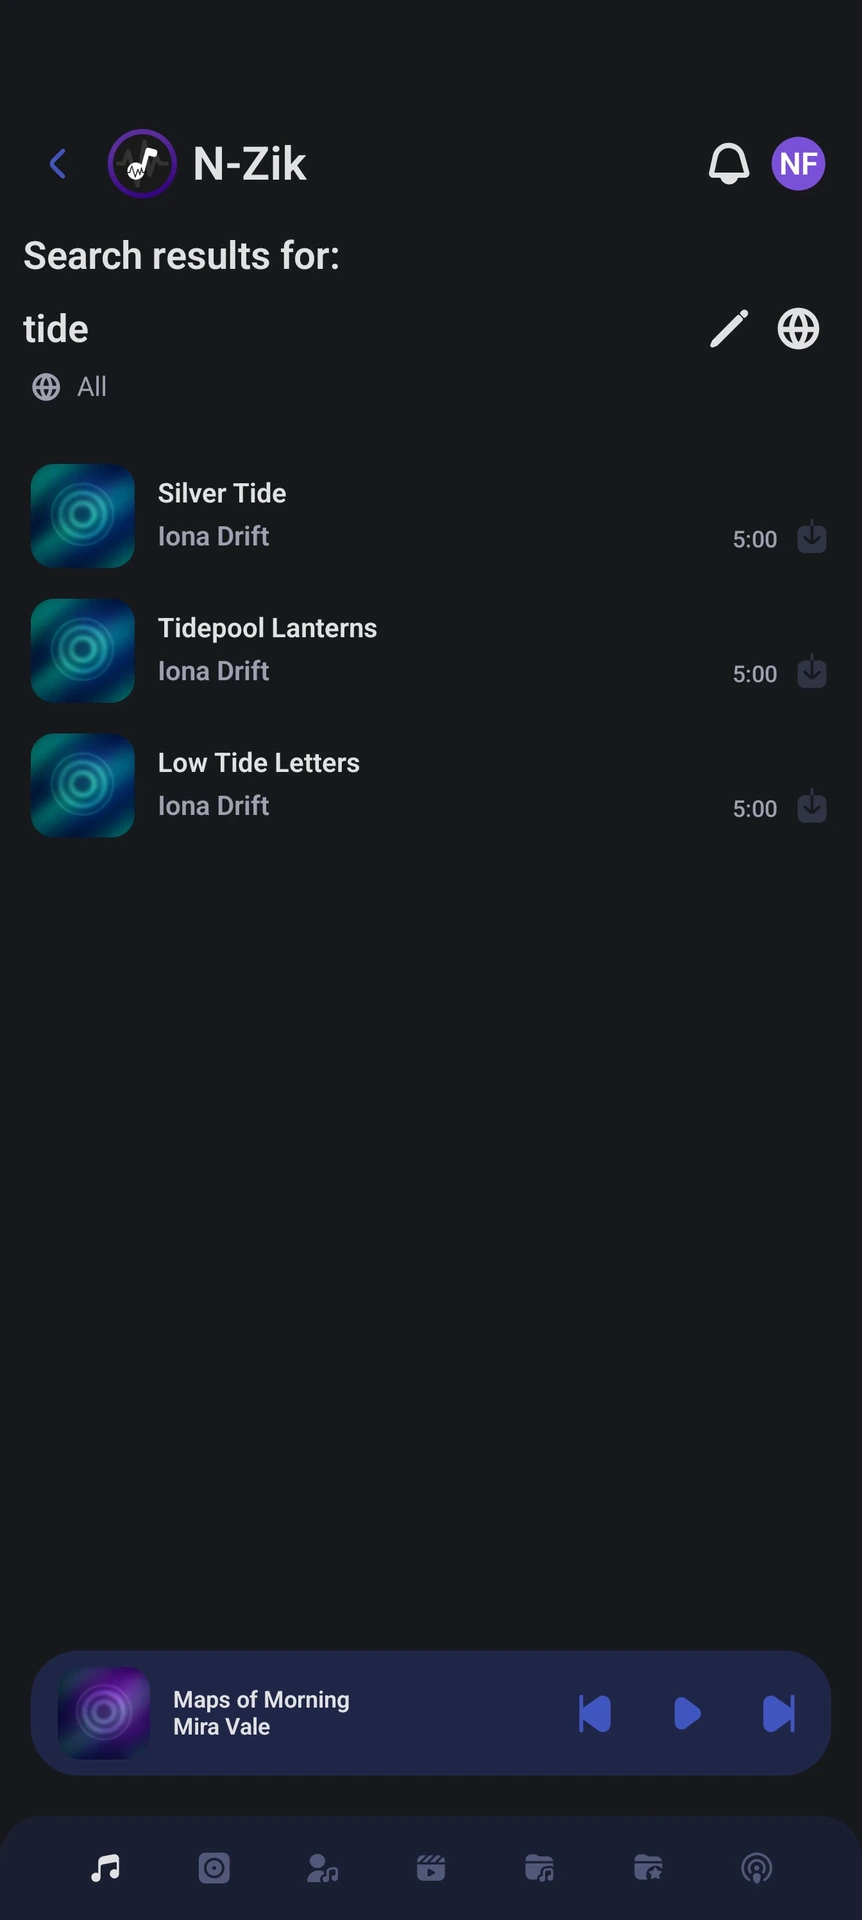 N-Zik
NF
Search results for:
tide
All
Silver Tide
Iona Drift
5:00
Tidepool Lanterns
Iona Drift
5:00
Low Tide Letters
Iona Drift
5:00
Maps of Morning
Mira Vale